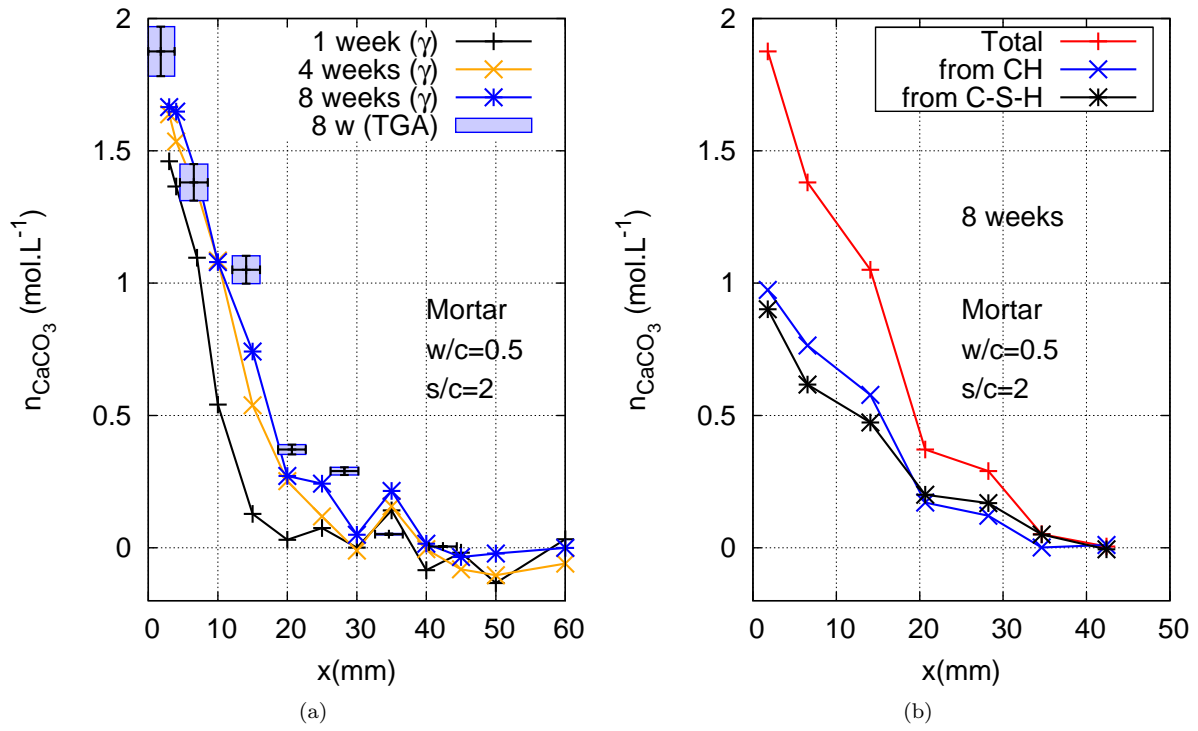 2
1.5
1
0.5
0
n_CaCO_3 (mol.L^-1)
1 week (γ)
4 weeks (γ)
8 weeks (γ)
8 w (TGA)
Mortar
w/c=0.5
s/c=2
0 10 20 30 40 50 60
x(mm)
(a)
2
1.5
1
0.5
0
n_CaCO_3 (mol.L^-1)
Total
from CH
from C-S-H
8 weeks
Mortar
w/c=0.5
s/c=2
0 10 20 30 40 50
x(mm)
(b)